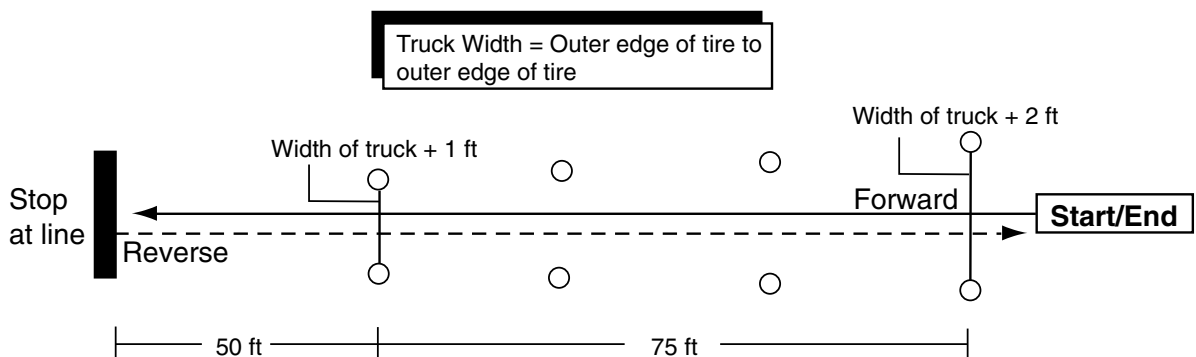 Truck Width = Outer edge of tire to
outer edge of tire
Width of truck + 2 ft
Width of truck + 1 ft
Stop
at line
Forward
Start/End
Reverse
50 ft
75 ft